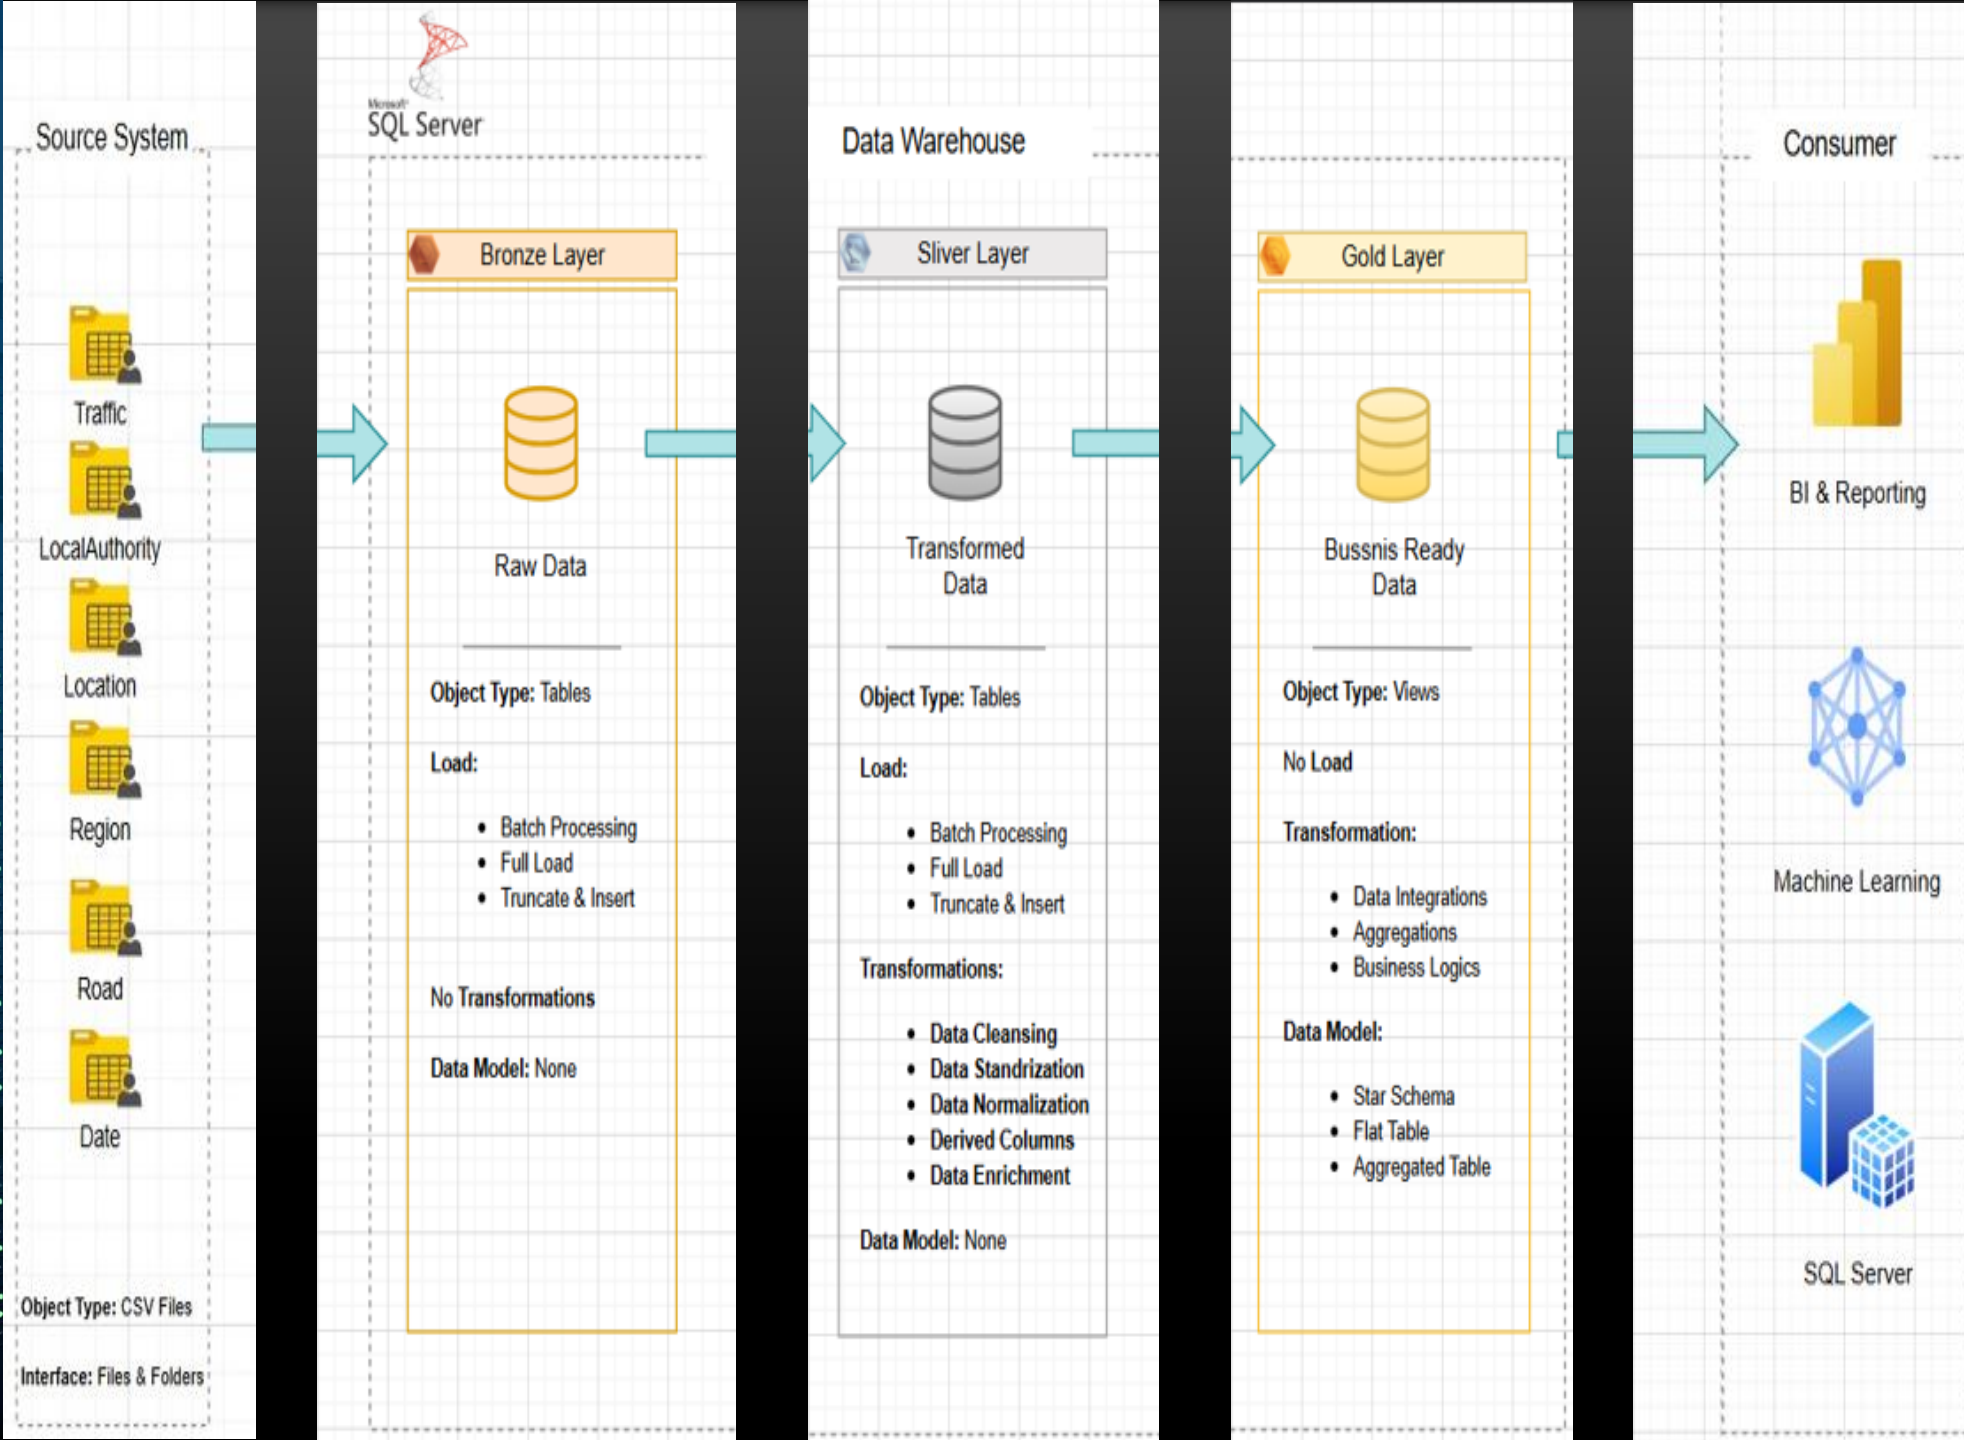 Source System
Traffic
LocalAuthority
Location
Region
Road
Date
Object Type: CSV Files
Interface: Files & Folders
Microsoft®
SQL Server
Bronze Layer
Raw Data
Object Type: Tables
Load:
• Batch Processing
• Full Load
• Truncate & Insert
No Transformations
Data Model: None
Data Warehouse
Sliver Layer
Transformed
Data
Object Type: Tables
Load:
• Batch Processing
• Full Load
• Truncate & Insert
Transformations:
• Data Cleansing
• Data Standrization
• Data Normalization
• Derived Columns
• Data Enrichment
Data Model: None
Gold Layer
Bussnis Ready
Data
Object Type: Views
No Load
Transformation:
• Data Integrations
• Aggregations
• Business Logics
Data Model:
• Star Schema
• Flat Table
• Aggregated Table
Consumer
BI & Reporting
Machine Learning
SQL Server